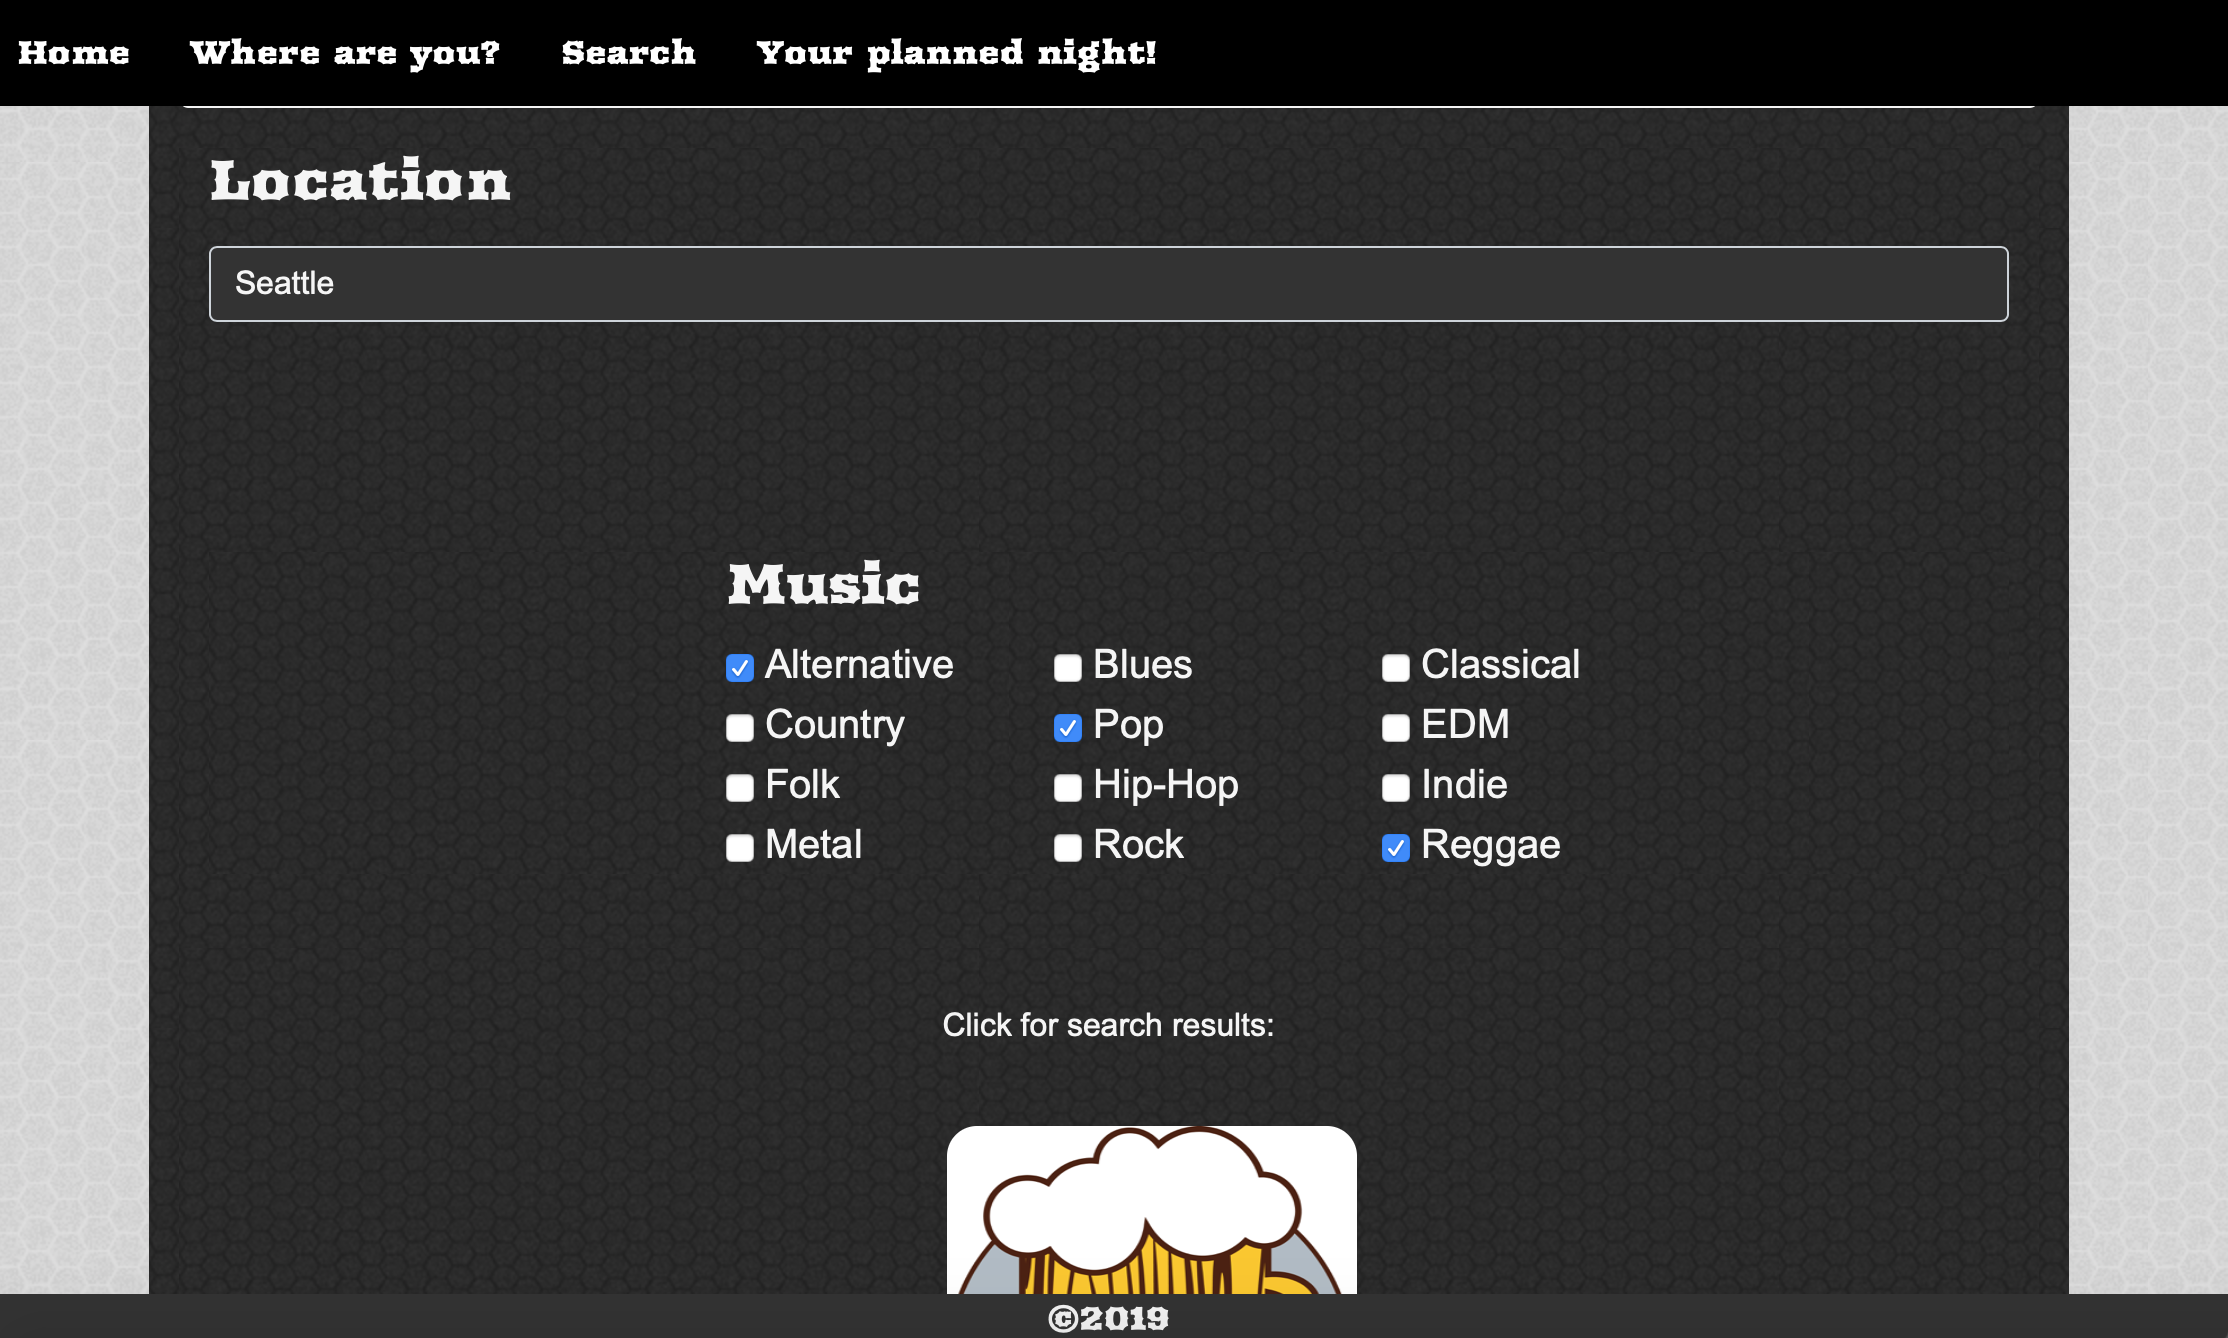 Home Where are you? Search Your planned night!
Location
Seattle
Music
Alternative Blues Classical
Country Pop EDM
Folk Hip-Hop Indie
Metal Rock Reggae
Click for search results:
©2019